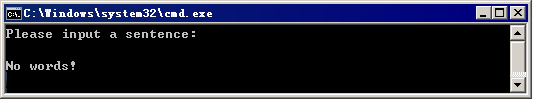 C:\Windows\system32\cmd.exe
Please input a sentence:
No words!